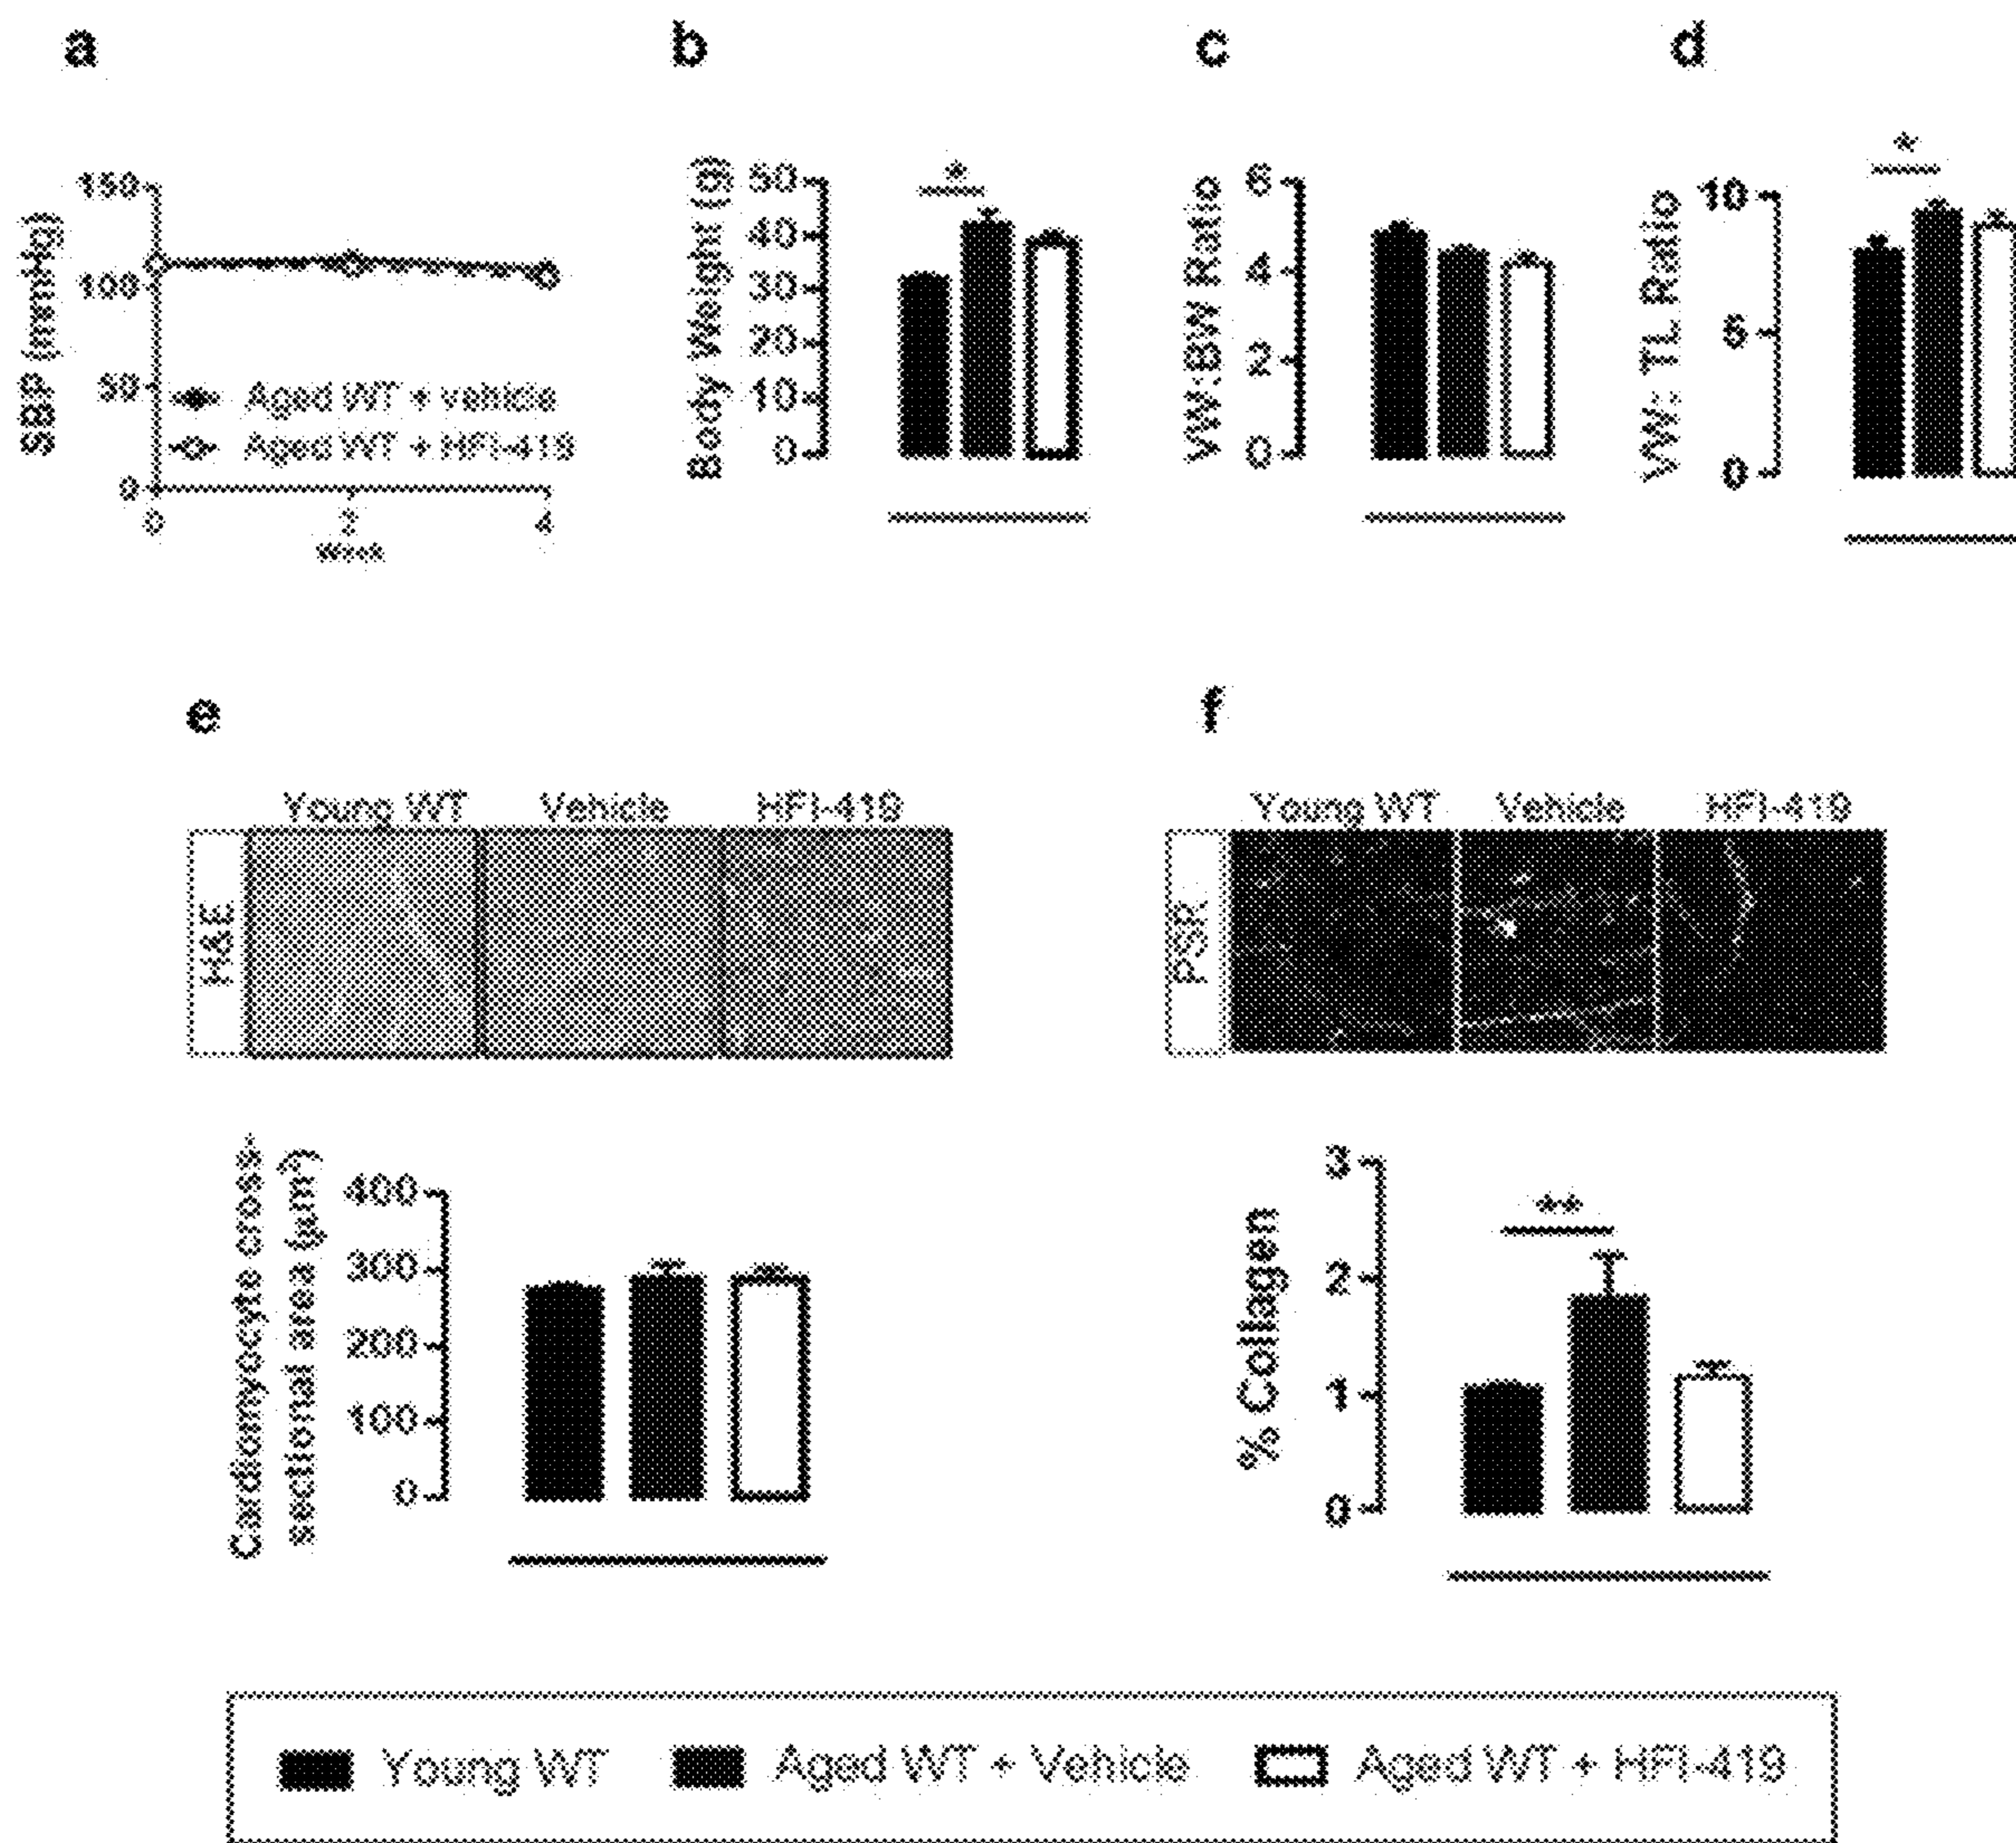 a
b
c
d
SBP (mmHg)
150
100
50
0
Aged WT + vehicle
Aged WT + HFI-419
0 2 4
Week
Body Weight (g)
50
40
30
20
10
0
*
VW:BW Ratio
6
4
2
0
VW: TL Ratio
10
5
0
*
e
Young WT Vehicle HFI-419
H&E
Cardiomyocyte cross-
sectional area (µm²)
400
300
200
100
0
f
Young WT Vehicle HFI-419
PSR
% Collagen
3
2
1
0
**
Young WT Aged WT + Vehicle Aged WT + HFI-419